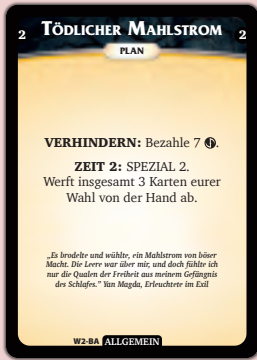 2 TÖDLICHER MAHLSTROM 2
PLAN
VERHINDERN: Bezahle 7 .
ZEIT 2: SPEZIAL 2.
Werft insgesamt 3 Karten eurer
Wahl von der Hand ab.
„Es brodelte und wühlte, ein Mahlstrom von böser
Macht. Die Leere war über mir, und doch fühlte ich
nur die Qualen der Freiheit aus meinem Gefängnis
des Schlafes.” Yan Magda, Erleuchtete im Exil
W2-BA ALLGEMEIN